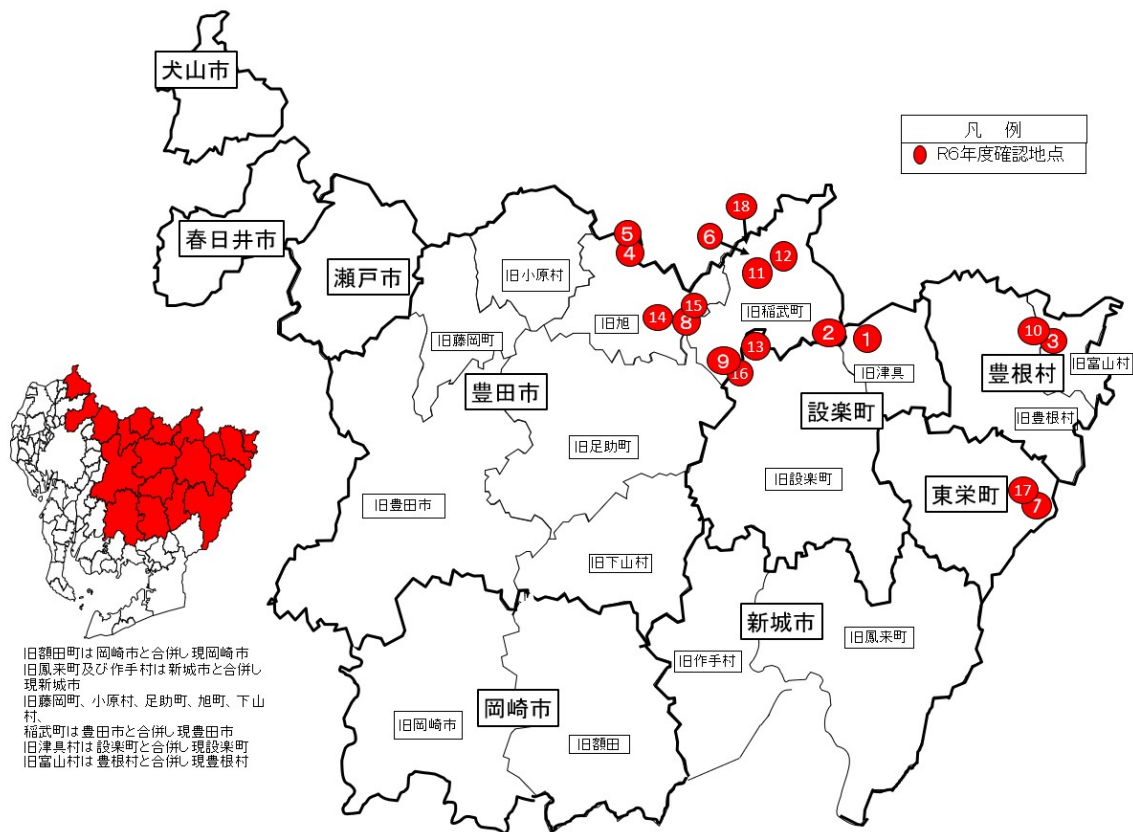 犬山市
凡 例
R6年度確認地点
春日井市
瀬戸市
旧小原村
旧藤岡町
旧旭
旧稲武町
豊田市
旧津具
設楽町
豊根村
旧富山村
旧豊根村
旧足助町
旧設楽町
東栄町
旧豊田市
旧下山村
新城市
旧鳳来町
旧作手村
岡崎市
旧岡崎市
旧額田
18
6
5
4
12
11
15
14
8
13
9
16
2
1
10
3
17
7
旧額田町は岡崎市と合併し現岡崎市
旧鳳来町及び作手村は新城市と合併し
現新城市
旧藤岡町、小原村、足助町、旭町、下山
村、
稲武町は豊田市と合併し現豊田市
旧津具村は設楽町と合併し現設楽町
旧富山村は豊根村と合併し現豊根村